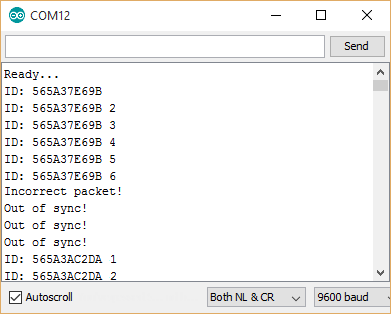 COM12
Send
Ready...
ID: 565A37E69B
ID: 565A37E69B 2
ID: 565A37E69B 3
ID: 565A37E69B 4
ID: 565A37E69B 5
ID: 565A37E69B 6
Incorrect packet!
Out of sync!
Out of sync!
Out of sync!
ID: 565A3AC2DA 1
ID: 565A3AC2DA 2
Autoscroll Both NL & CR 9600 baud